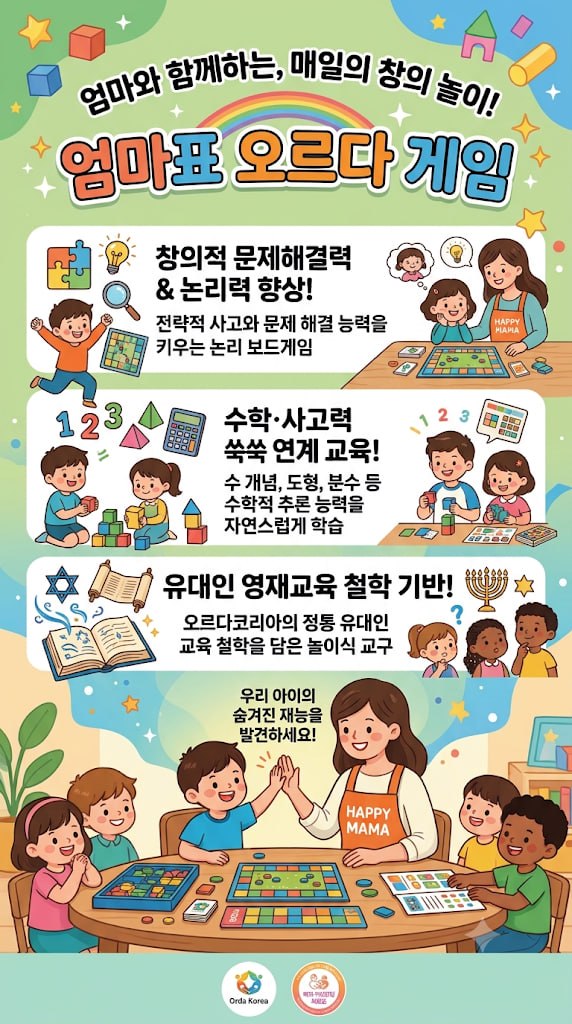 엄마와 함께하는, 매일의 창의 놀이!
엄마표 오르다 게임
창의적 문제해결력
& 논리력 향상!
전략적 사고와 문제 해결 능력을
키우는 논리 보드게임
HAPPY
MAMA
1 2 3
수학·사고력
쑥쑥 연계 교육!
수 개념, 도형, 분수 등
수학적 추론 능력을
자연스럽게 학습
1 2 3
유대인 영재교육 철학 기반!
오르다코리아의 정통 유대인
교육 철학을 담은 놀이식 교구
?
우리 아이의
숨겨진 재능을
발견하세요!
HAPPY
MAMA
Orda Korea